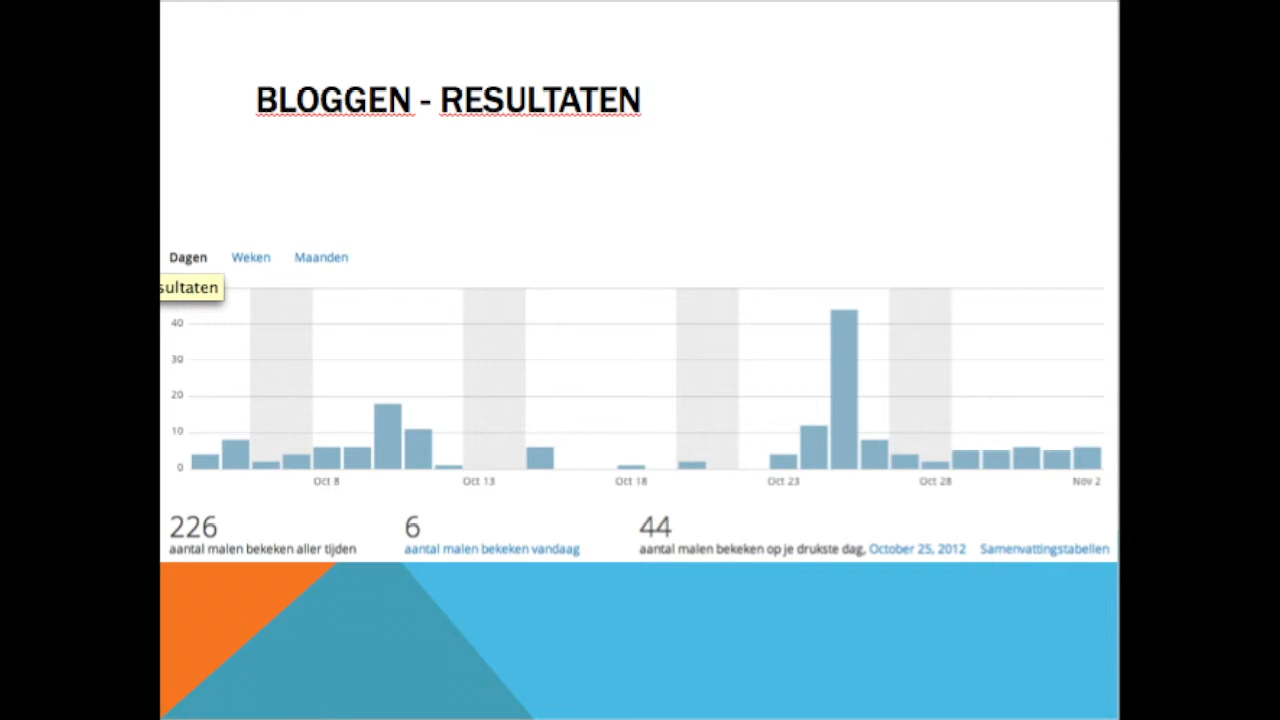 BLOGGEN - RESULTATEN
Dagen Weken Maanden
sultaten
40
30
20
10
0
Oct 8 Oct 13 Oct 18 Oct 23 Oct 28 Nov 2
226 6 44
aantal malen bekeken aller tijden aantal malen bekeken vandaag aantal malen bekeken op je drukste dag, October 25, 2012 Samenvattingstabellen